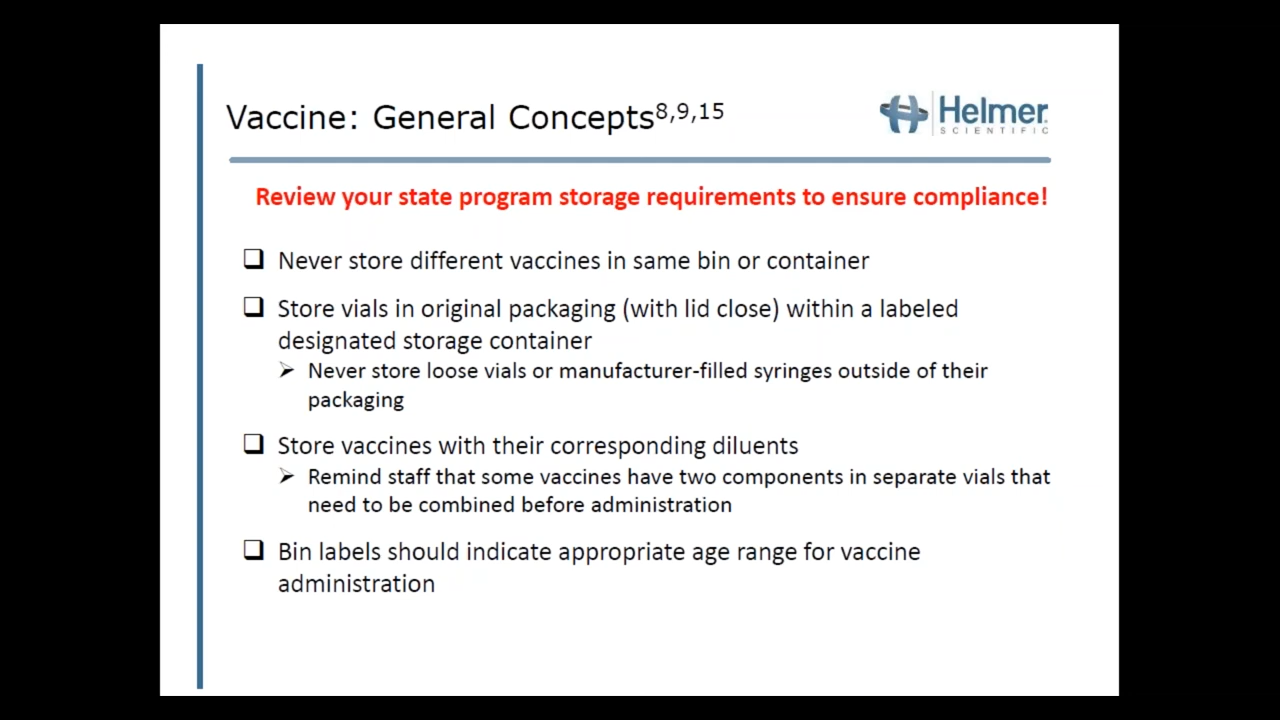 Vaccine: General Concepts8,9,15
Helmer
SCIENTIFIC
Review your state program storage requirements to ensure compliance!
❑ Never store different vaccines in same bin or container
❑ Store vials in original packaging (with lid close) within a labeled
designated storage container
➢ Never store loose vials or manufacturer-filled syringes outside of their
packaging
❑ Store vaccines with their corresponding diluents
➢ Remind staff that some vaccines have two components in separate vials that
need to be combined before administration
❑ Bin labels should indicate appropriate age range for vaccine
administration